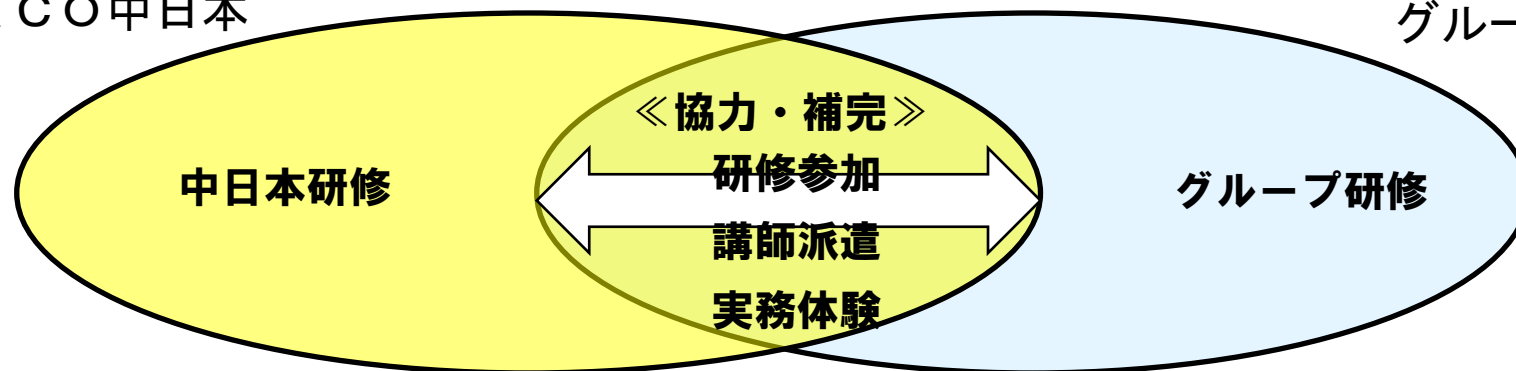 ＣＯ中日本
グルー
≪協力・補完≫
中日本研修
研修参加
グループ研修
講師派遣
実務体験